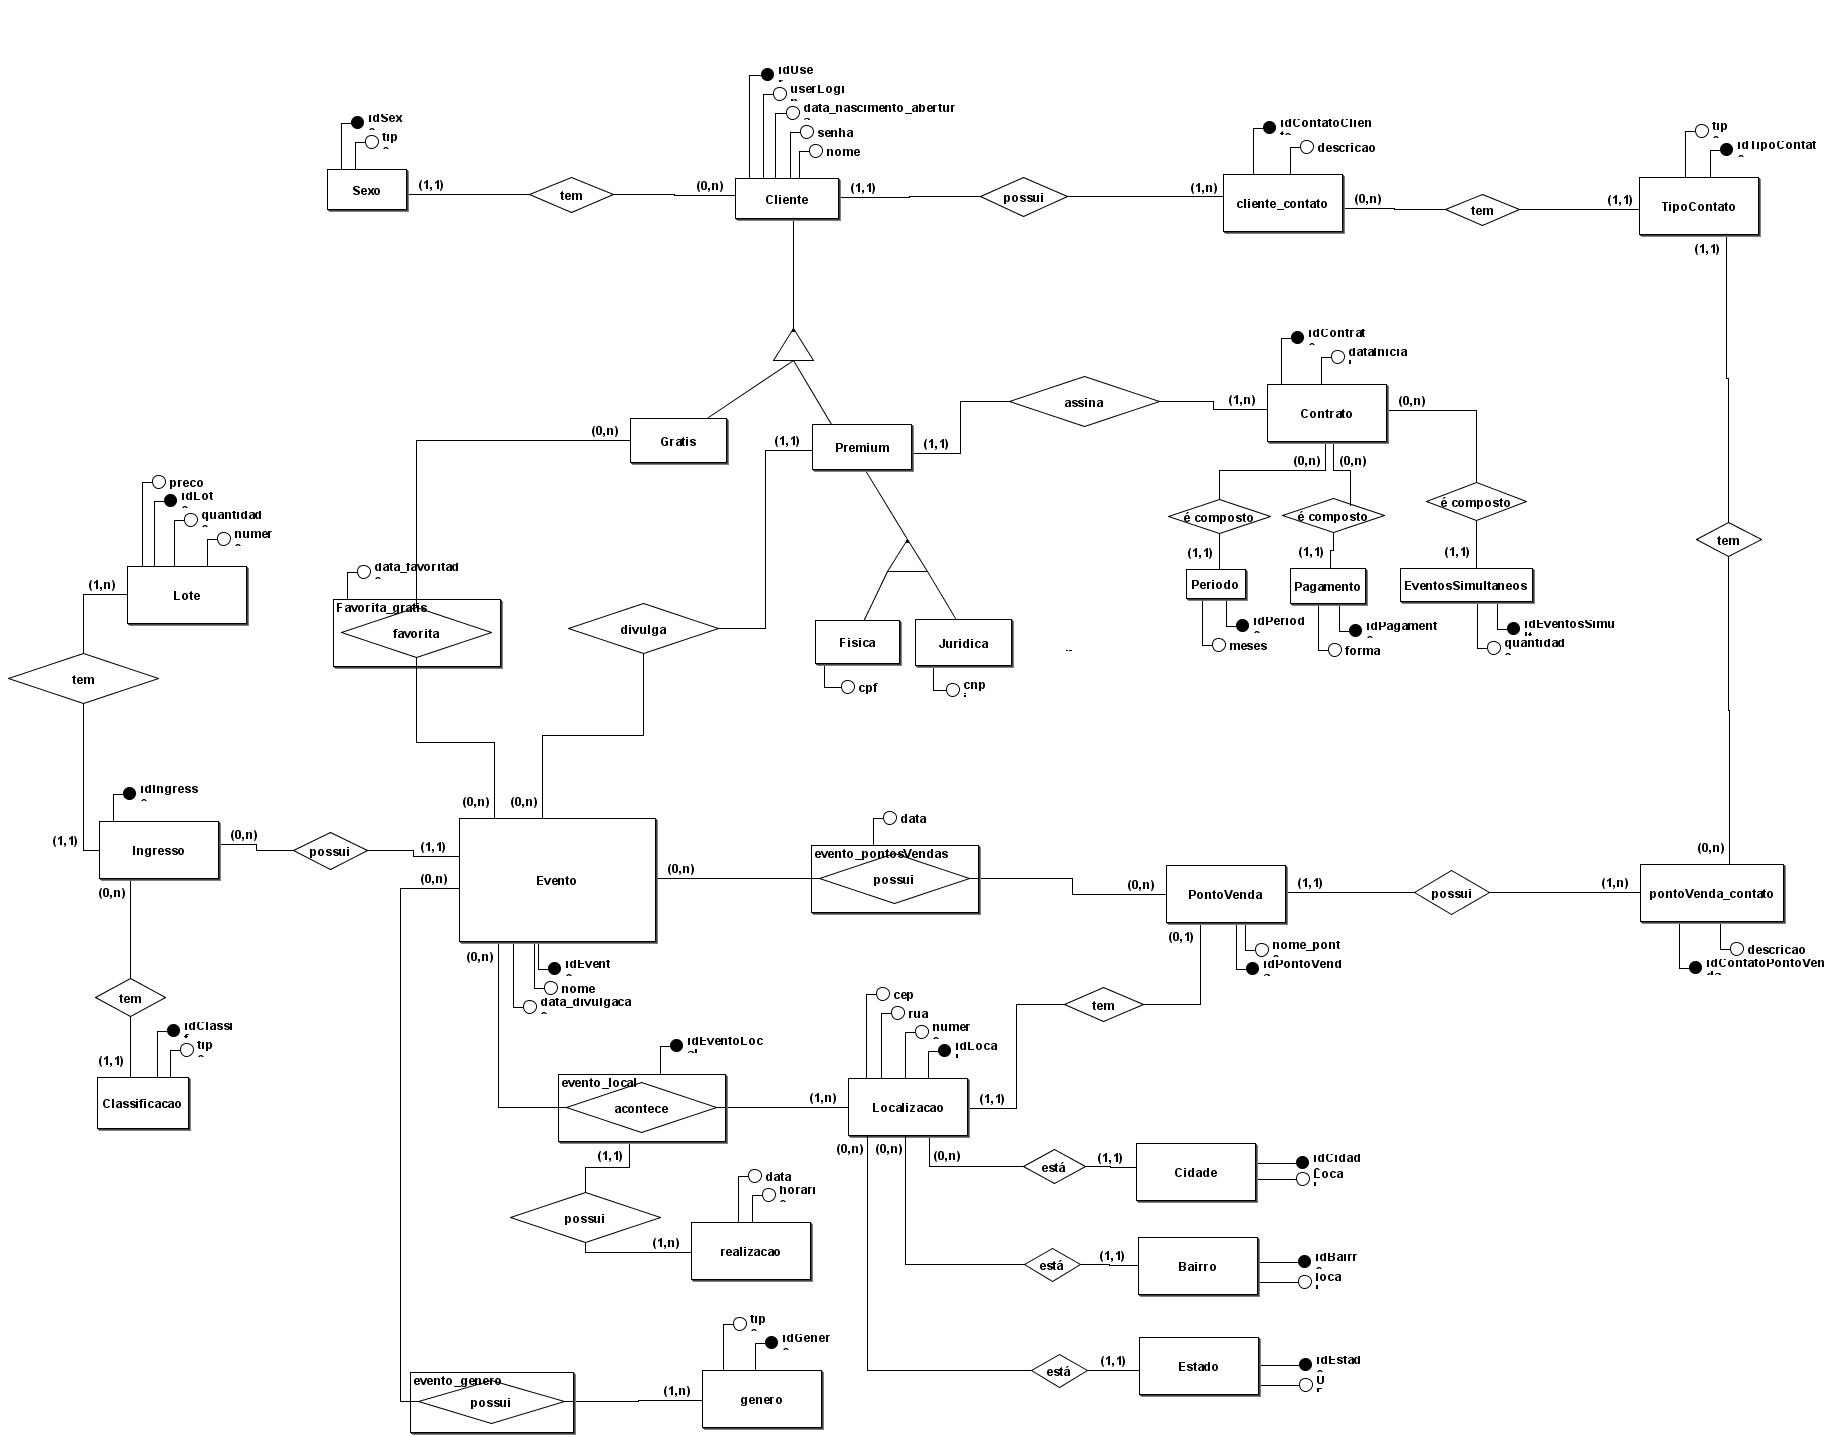 idUse
r
userLogi
n
data_nascimento_abertur
a
senha
nome
Cliente
idSex
o
tip
o
Sexo
(1,1)
tem
(0,n)
(1,1)
possui
(1,n)
idContatoClien
te
descricao
cliente_contato
(0,n)
tem
(1,1)
tip
o
idTipoContat
o
TipoContato
(1,1)
Gratis
(0,n)
Premium
(1,1)
(1,1)
assina
(1,n)
idContrat
o
dataInicia
l
Contrato
(0,n)
(0,n)
(0,n)
é composto
é composto
é composto
(1,1)
(1,1)
(1,1)
Periodo
Pagamento
EventosSimultaneos
idPeriod
o
meses
idPagament
o
forma
idEventosSimu
lt
quantidad
e
preco
idLot
e
quantidad
e
numer
o
Lote
(1,n)
tem
(1,1)
data_favoritad
a
Favorita_gratis
favorita
divulga
Fisica
Juridica
cpf
cnp
j
tem
idIngress
o
Ingresso
(0,n)
possui
(1,1)
(0,n)
tem
(1,1)
idClassi
f
tip
o
Classificacao
(0,n)
(0,n)
Evento
(0,n)
(0,n)
(0,n)
idEvent
o
nome
data_divulgaca
o
data
evento_pontosVendas
possui
(0,n)
PontoVenda
(1,1)
possui
(1,n)
(0,n)
pontoVenda_contato
descricao
idContatoPontoVen
da
(0,1)
nome_pont
o
idPontoVend
a
tem
(1,1)
cep
rua
numer
o
idLoca
l
Localizacao
(1,n)
idEventoLoc
al
evento_local
acontece
(1,1)
possui
(1,n)
data
horari
o
realizacao
(0,n)
(0,n)
(0,n)
está
(1,1)
Cidade
idCidad
e
Loca
l
está
(1,1)
Bairro
idBairr
o
loca
l
está
(1,1)
Estado
idEstad
o
U
F
evento_genero
possui
(1,n)
tip
o
idGener
o
genero